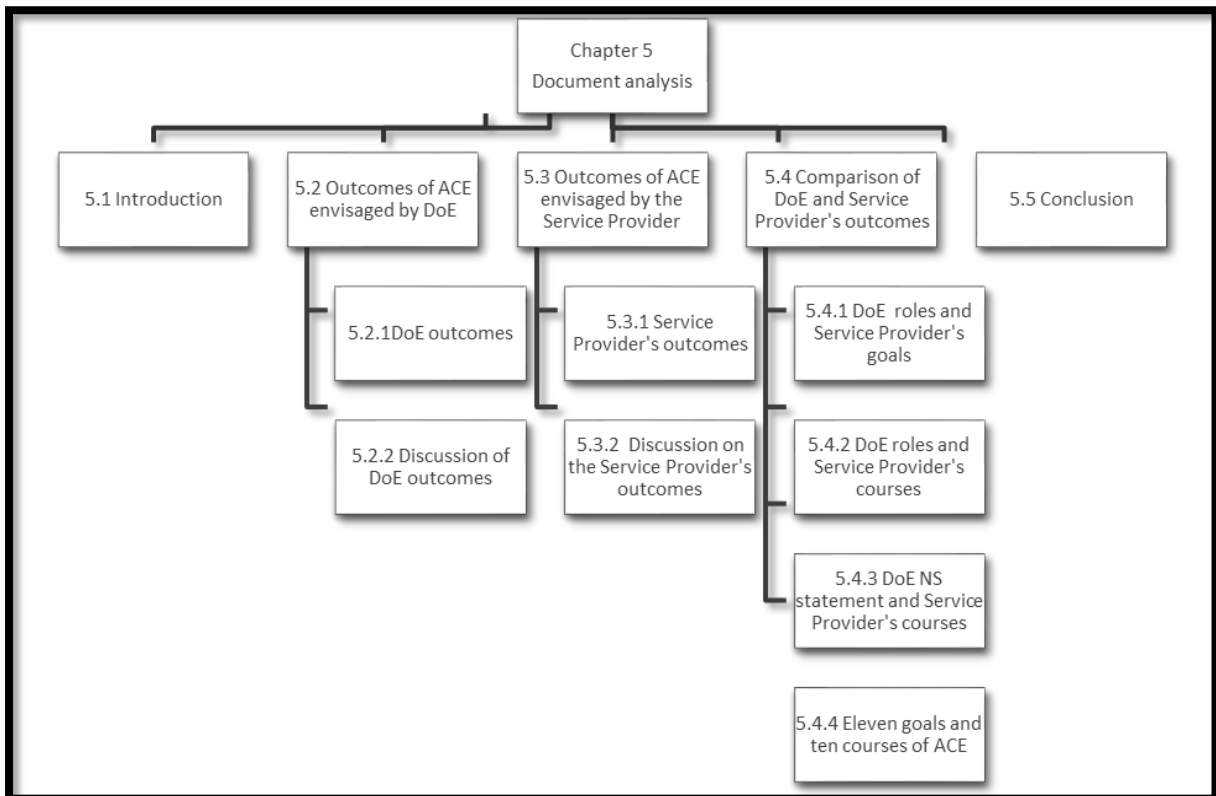 Chapter 5
Document analysis
5.1 Introduction
5.2 Outcomes of ACE
envisaged by DoE
5.3 Outcomes of ACE
envisaged by the
Service Provider
5.4 Comparison of
DoE and Service
Provider's outcomes
5.5 Conclusion
5.2.1DoE outcomes
5.2.2 Discussion of
DoE outcomes
5.3.1 Service
Provider's outcomes
5.3.2 Discussion on
the Service Provider's
outcomes
5.4.1 DoE roles and
Service Provider's
goals
5.4.2 DoE roles and
Service Provider's
courses
5.4.3 DoE NS
statement and Service
Provider's courses
5.4.4 Eleven goals and
ten courses of ACE